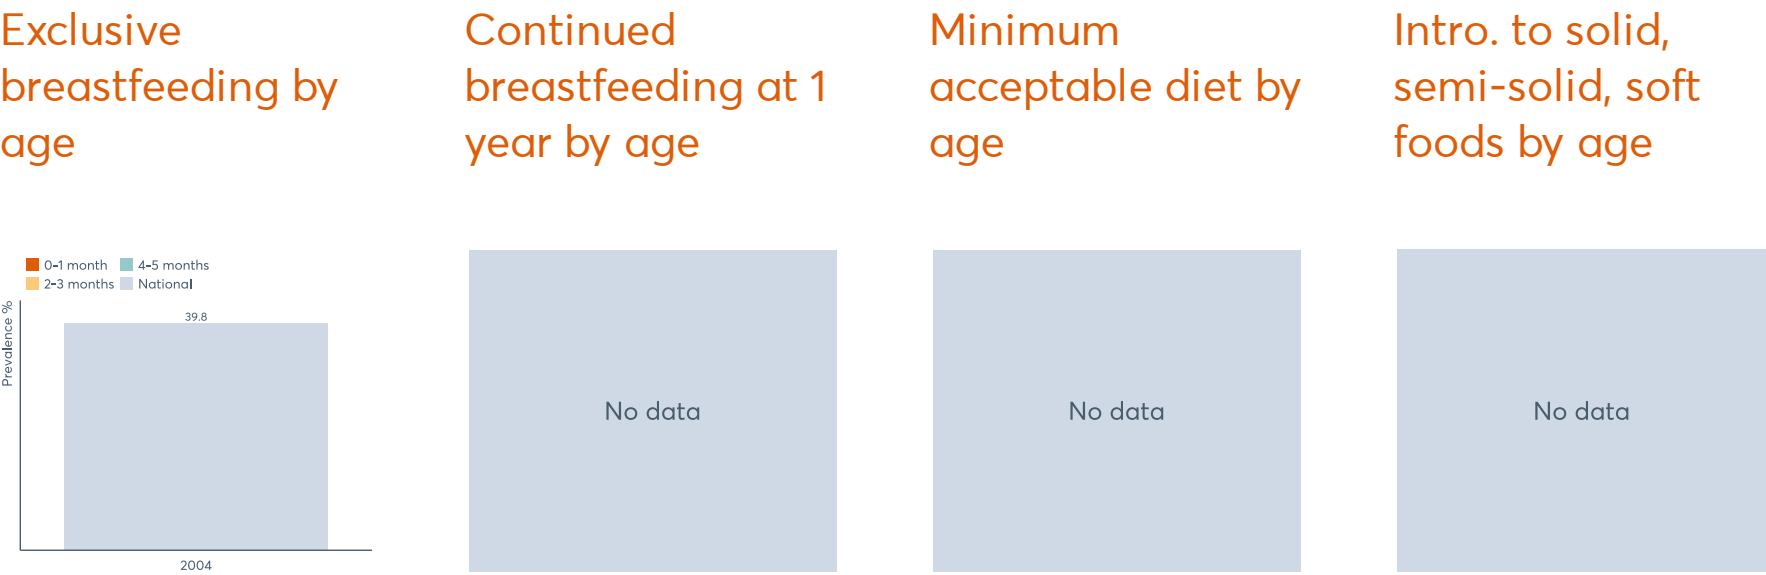 Exclusive
breastfeeding by
age
Continued
breastfeeding at 1
year by age
Minimum
acceptable diet by
age
Intro. to solid,
semi-solid, soft
foods by age
0-1 month
4-5 months
2-3 months
National
Prevalence %
39.8
2004
No data
No data
No data